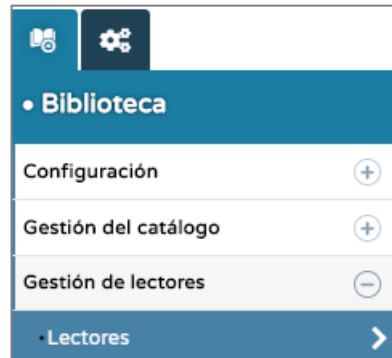 • Biblioteca
Configuración
Gestión del catálogo
Gestión de lectores
·Lectores